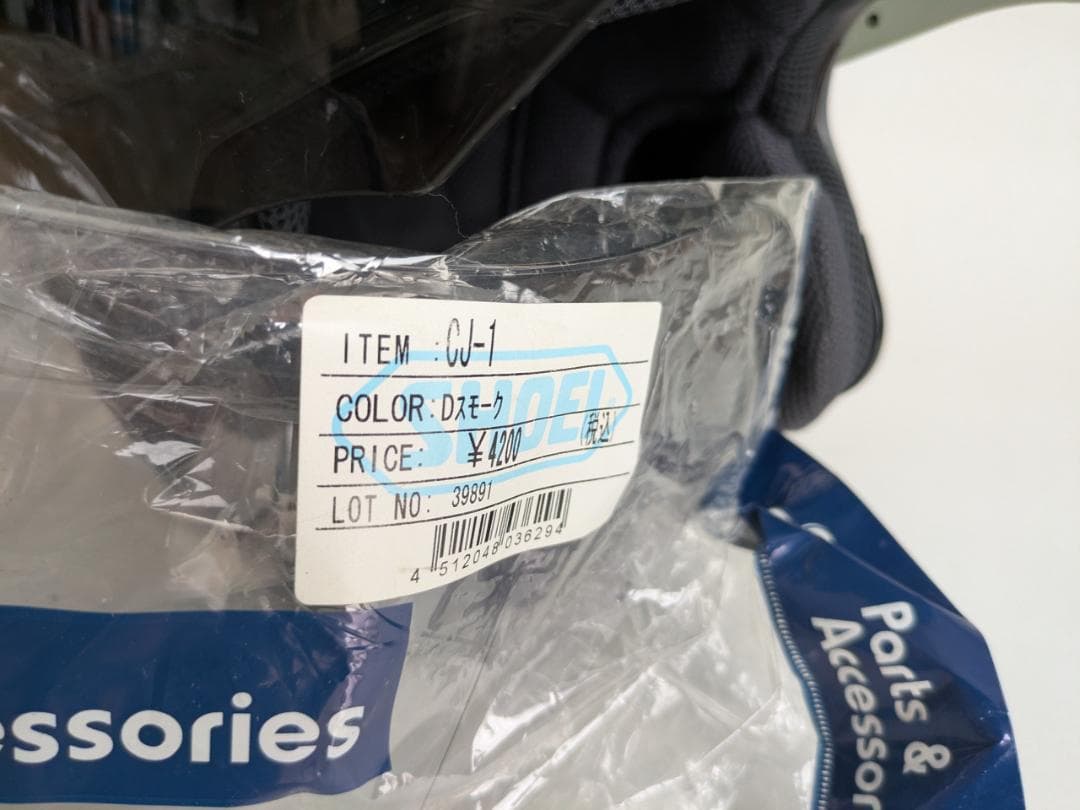 ITEM :CJ-1
SHOEI
COLOR:Dスモーク
PRICE: ¥4200 (税込)
LOT NO: 39891
4 512048 036294
essories
Parts &
Accessor